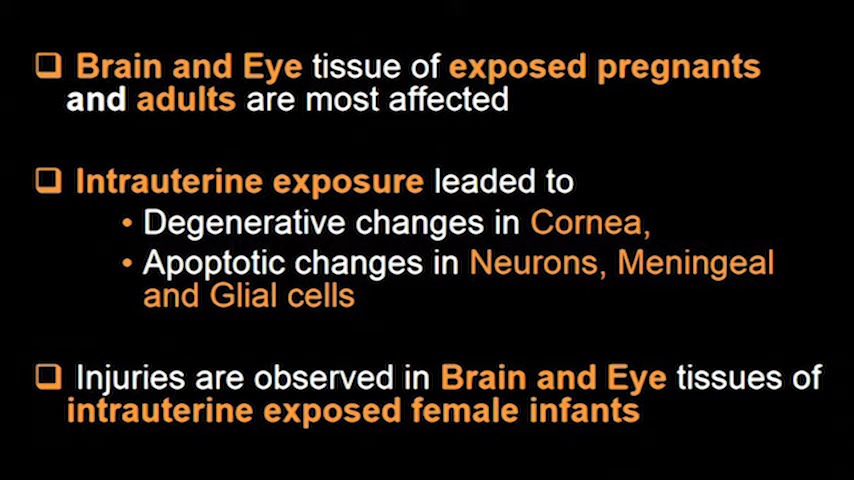 ❑ Brain and Eye tissue of exposed pregnants
and adults are most affected
❑ Intrauterine exposure leaded to
• Degenerative changes in Cornea,
• Apoptotic changes in Neurons, Meningeal
and Glial cells
❑ Injuries are observed in Brain and Eye tissues of
intrauterine exposed female infants